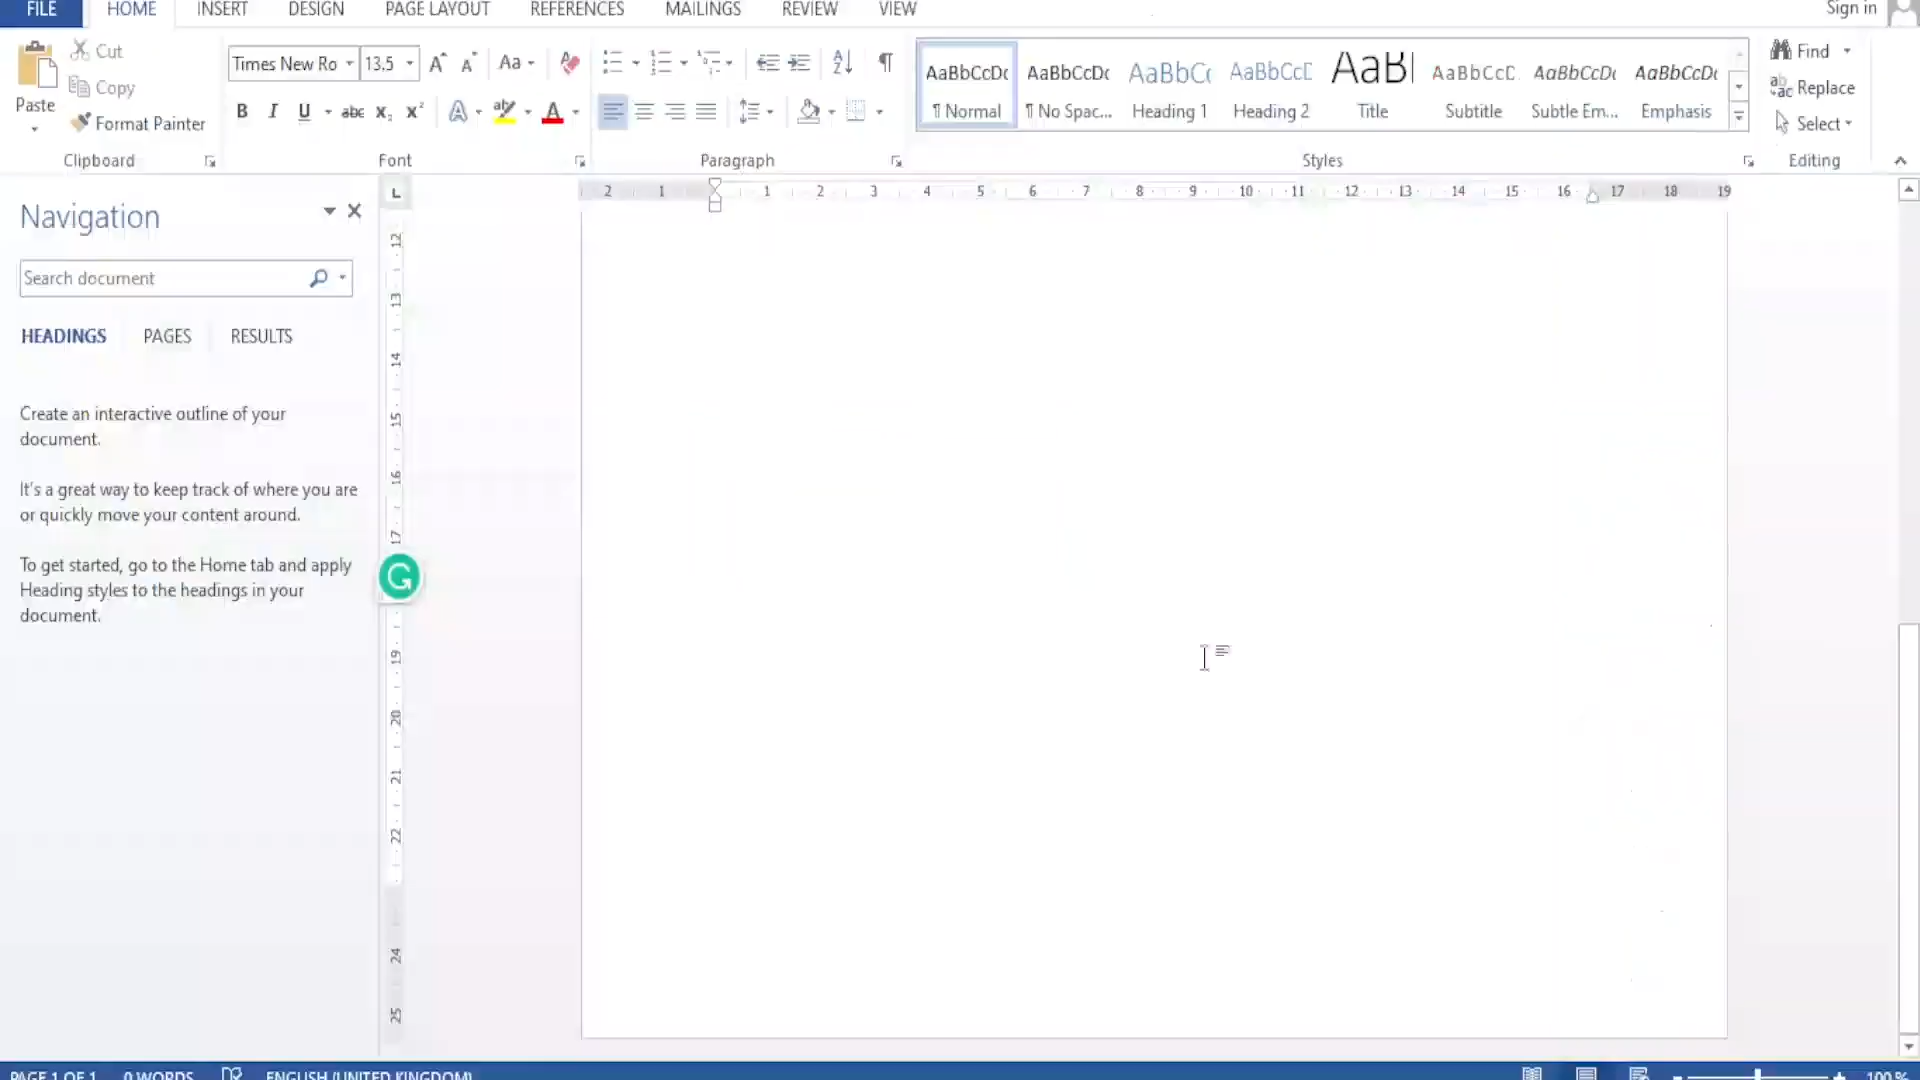 FILE HOME INSERT DESIGN PAGE LAYOUT REFERENCES MAILINGS REVIEW VIEW Sign in
Paste
Cut
Copy
Format Painter
Clipboard
Times New Ro 13.5 Aa
B I U abc X₂ X² A A
Font
Paragraph
AaBbCcDc AaBbCcDc AaBbCc AaBbCcD AaBl AaBbCcD AaBbCcDc AaBbCcDc
¶ Normal ¶ No Spac... Heading 1 Heading 2 Title Subtitle Subtle Em... Emphasis
Styles
Find
Replace
Select
Editing
Navigation
Search document
HEADINGS PAGES RESULTS
Create an interactive outline of your
document.
It's a great way to keep track of where you are
or quickly move your content around.
To get started, go to the Home tab and apply
Heading styles to the headings in your
document.
L
2 1 1 2 3 4 5 6 7 8 9 10 11 12 13 14 15 16 17 18 19
12
13
14
15
16
17
19
20
21
22
24
25
PAGE 1 OF 1 0 WORDS ENGLISH (UNITED KINGDOM) 100%